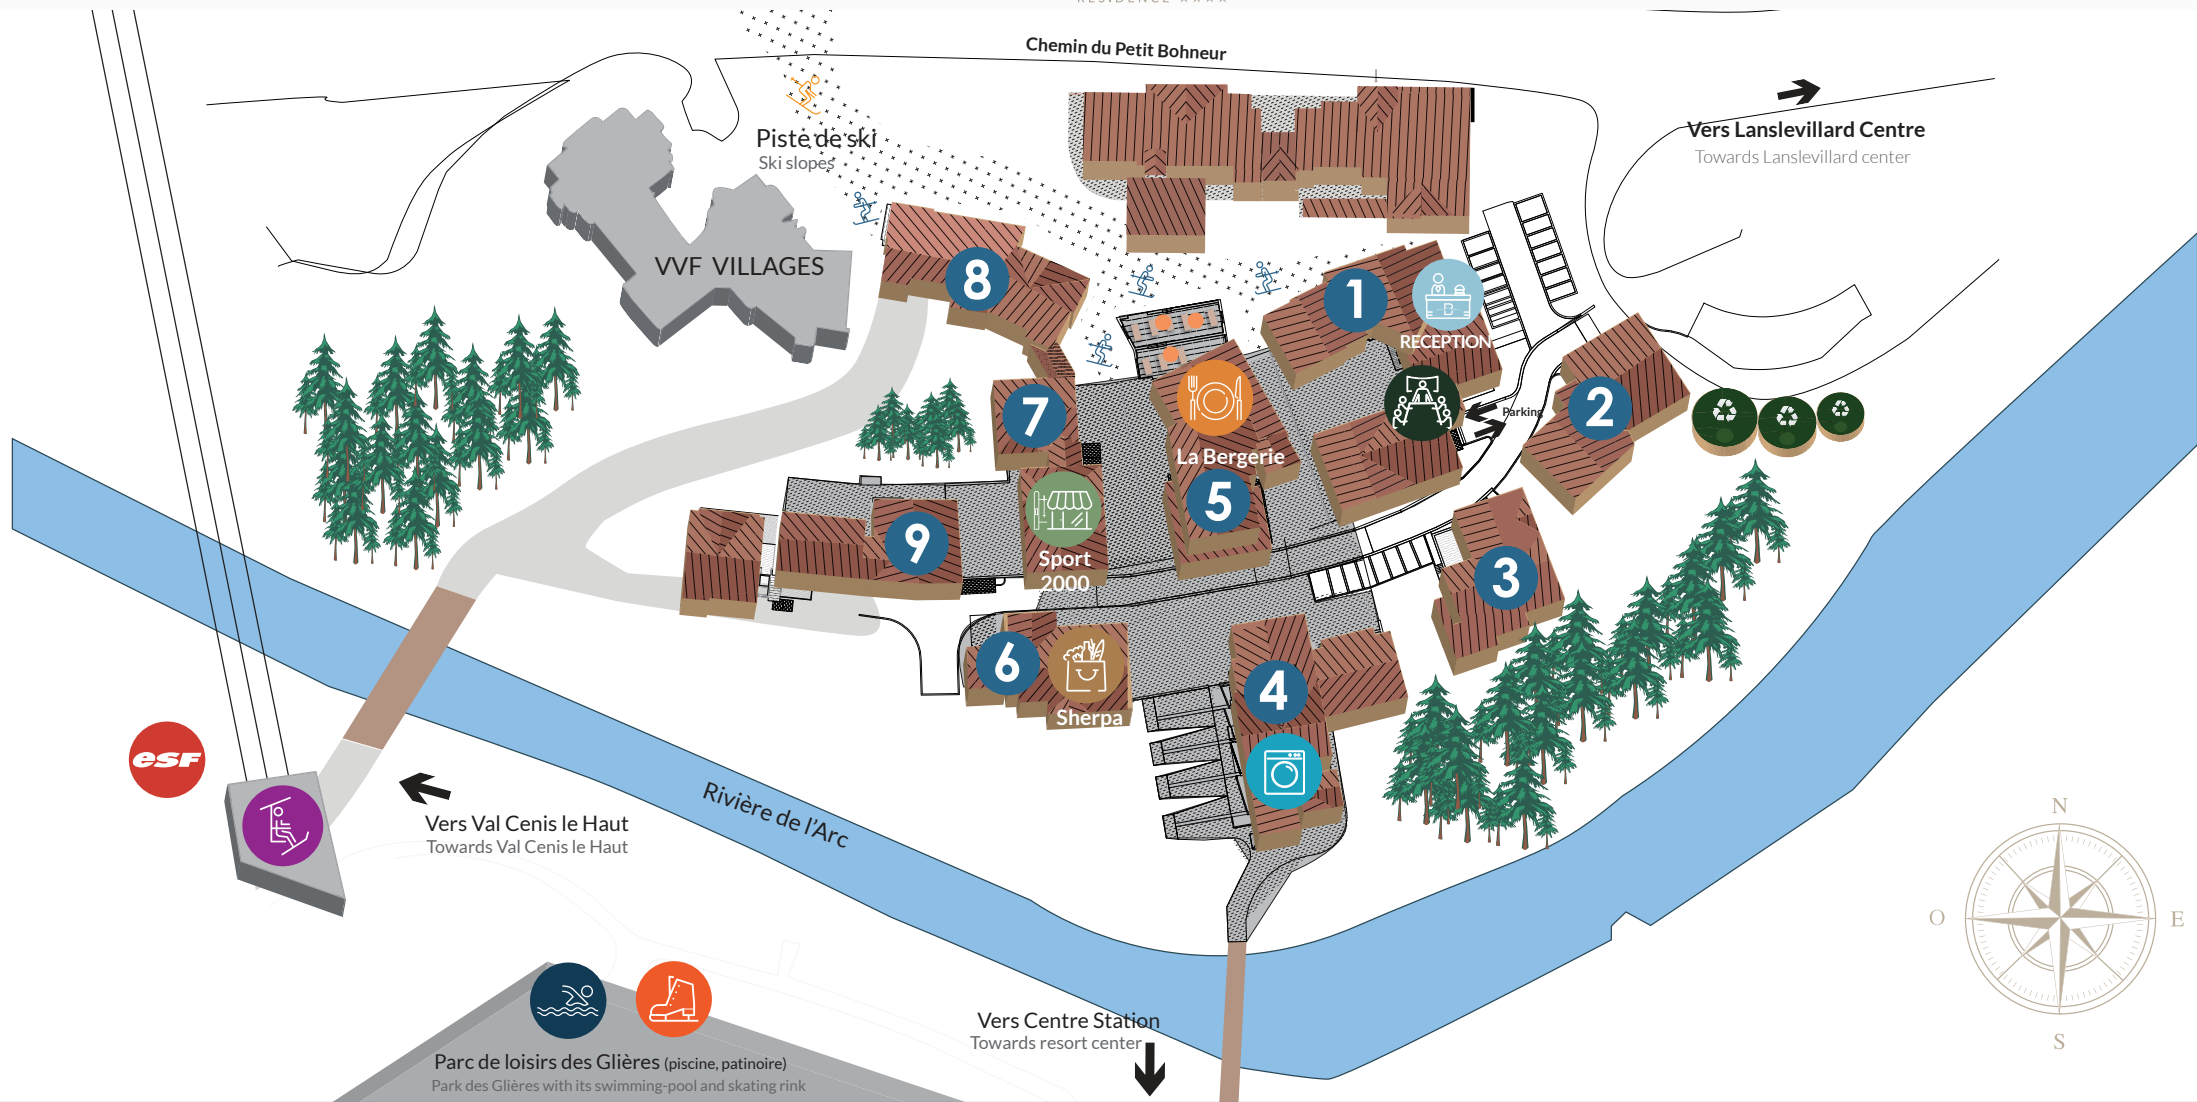 RÉSIDENCE ****
Chemin du Petit Bohneur
Piste de ski
Ski slopes
Vers Lanslevillard Centre
Towards Lanslevillard center
VVF VILLAGES
8
1
B
RECEPTION
7
2
Parking
La Bergerie
5
9
Sport
2000
3
6
Sherpa
4
esf
Vers Val Cenis le Haut
Towards Val Cenis le Haut
Rivière de l'Arc
N
O
E
S
Vers Centre Station
Towards resort center
Parc de loisirs des Glières (piscine, patinoire)
Park des Glières with its swimming-pool and skating rink